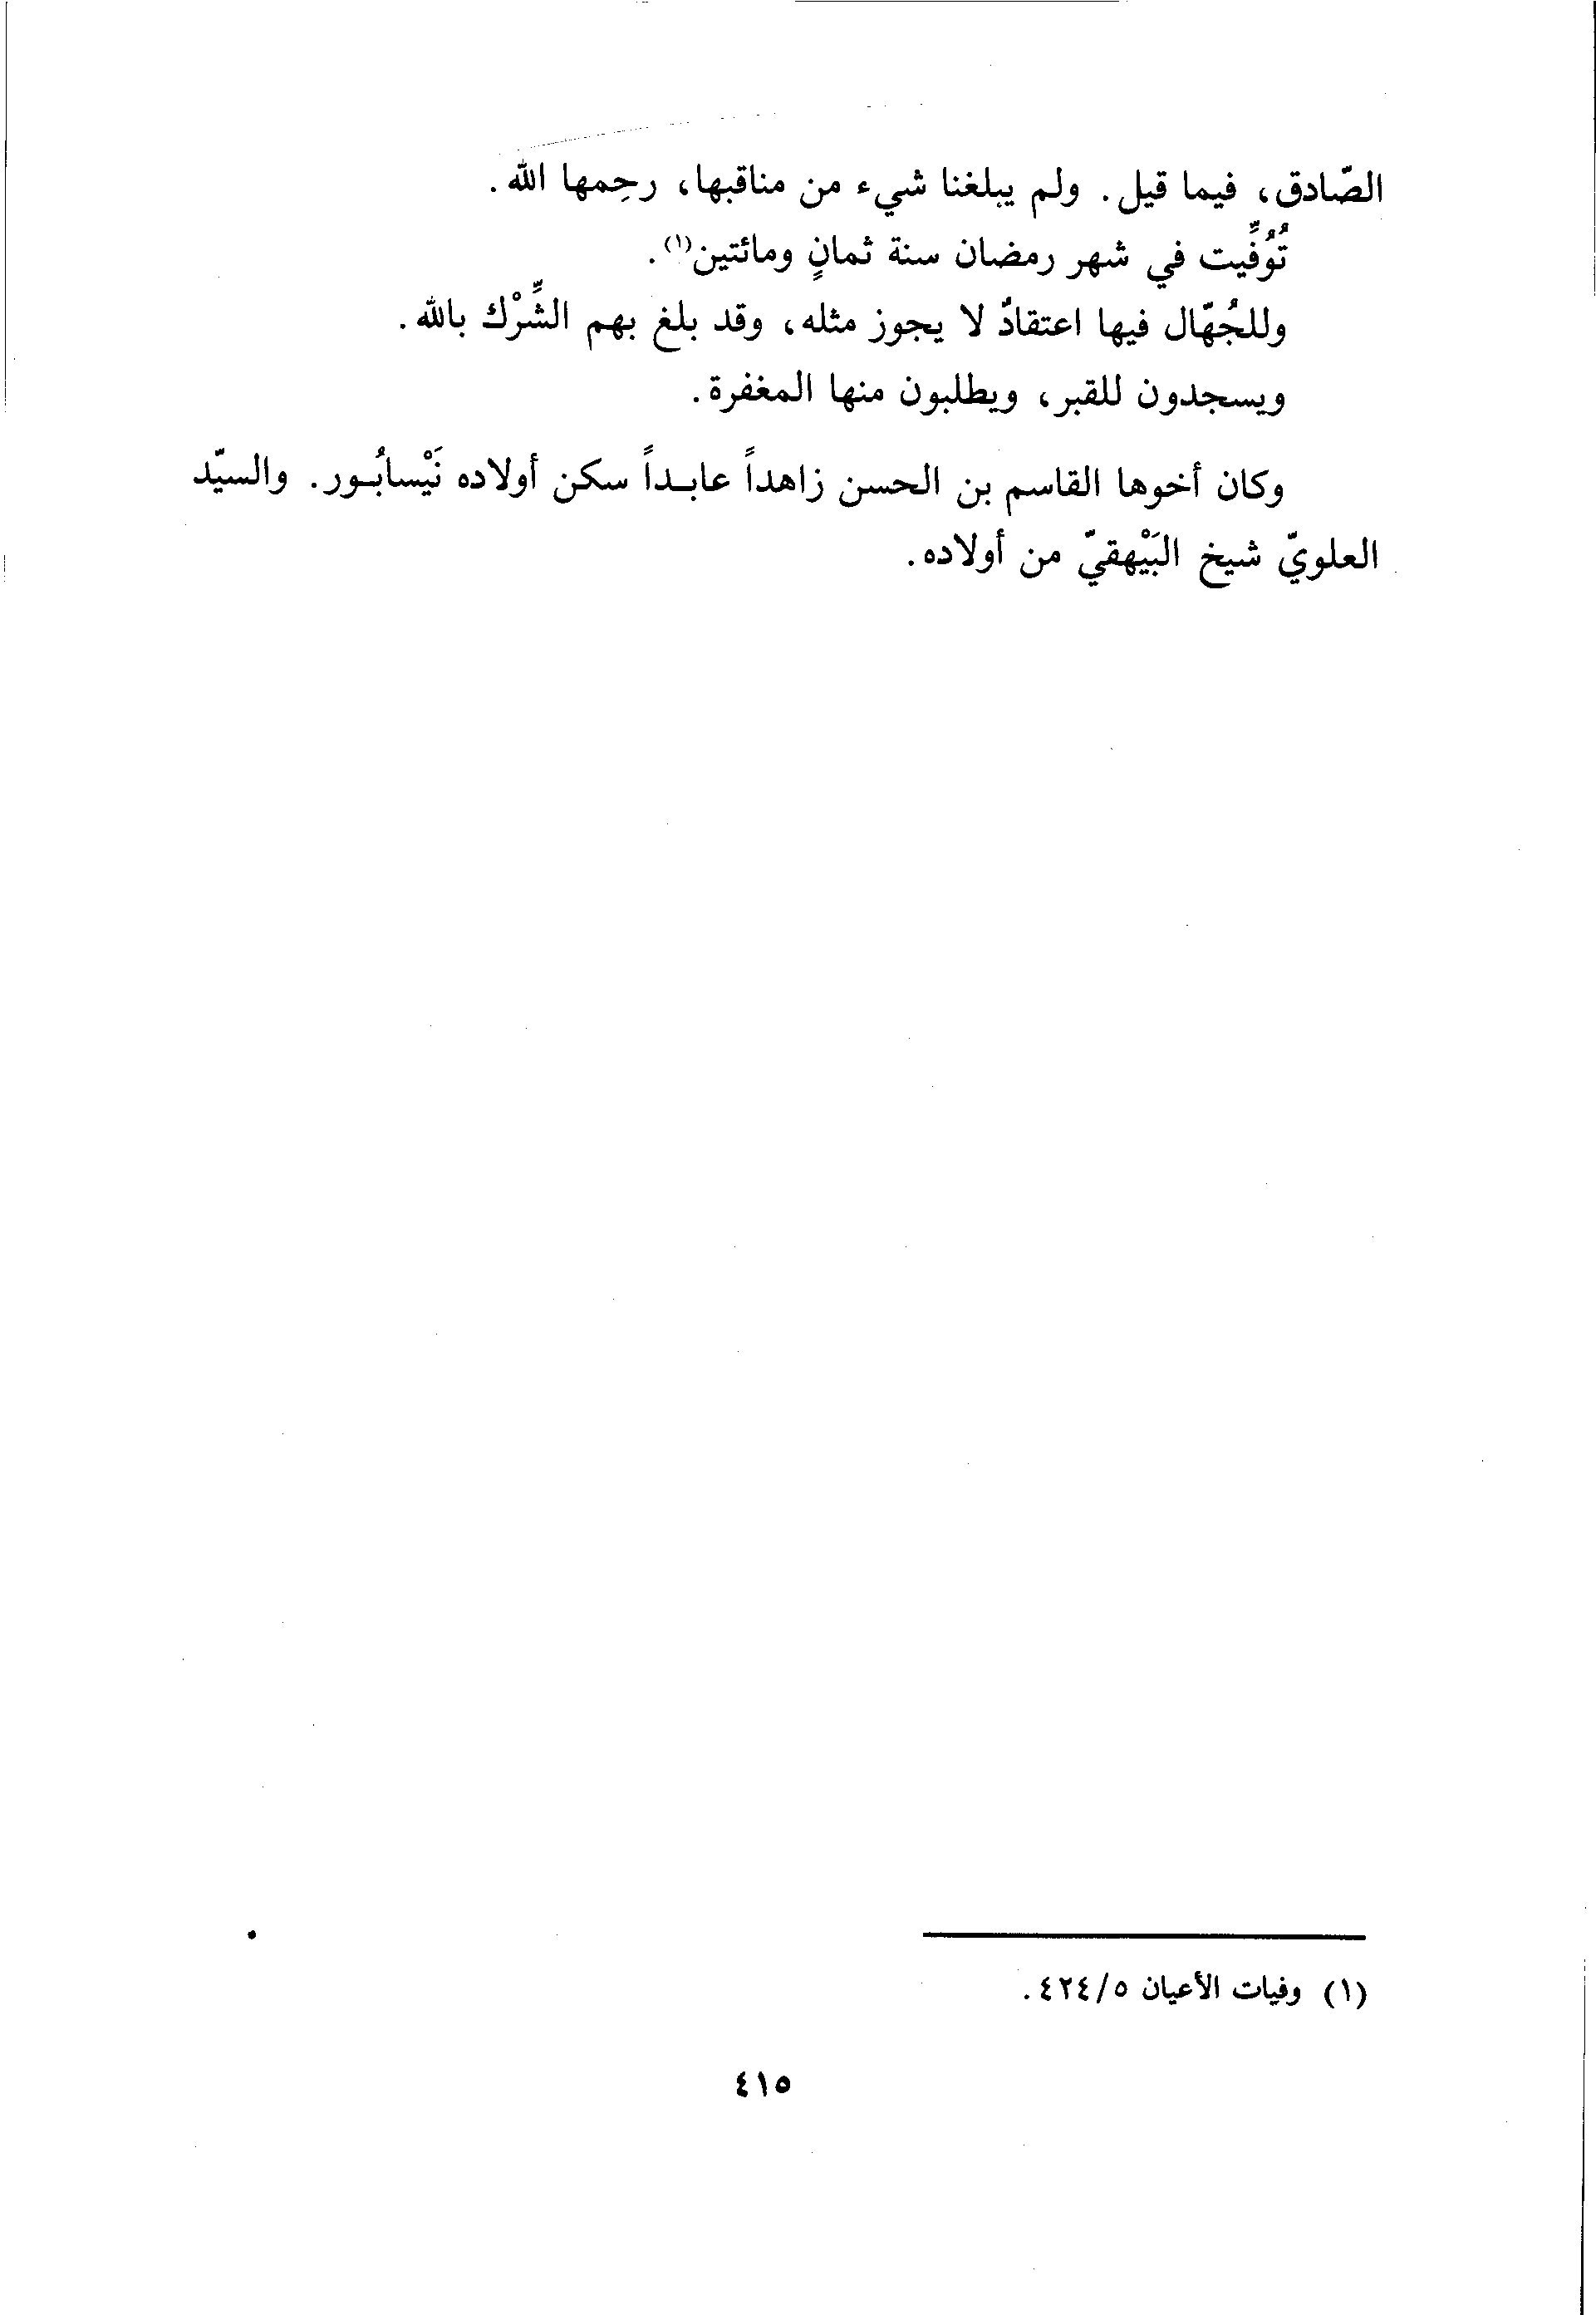 الصّادق، فيما قيل. ولم يبلغنا شيء من مناقبها، رحِمها الله.
تُوُفِّيت في شهر رمضان سنة ثمانٍ ومائتين(١).
وللجُهّال فيها اعتقادٌ لا يجوز مثله، وقد بلغ بهم الشِّرْك بالله.
ويسجدون للقبر، ويطلبون منها المغفرة.
وكان أخوها القاسم بن الحسن زاهداً عابـداً سكن أولاده نَيْسابُـور. والسيّد
العلويّ شيخ البَيْهقيّ من أولاده.
(١) وفيات الأعيان ٤٢٤/٥.
٤١٥